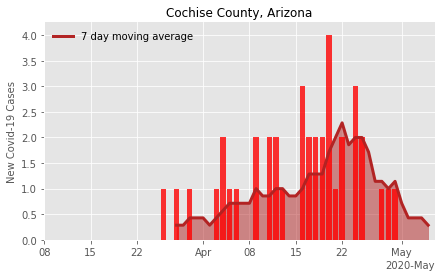 Cochise County, Arizona
7 day moving average
New Covid-19 Cases
4.0
3.5
3.0
2.5
2.0
1.5
1.0
0.5
0.0
08 15 22 Apr 08 15 22 May
2020-May